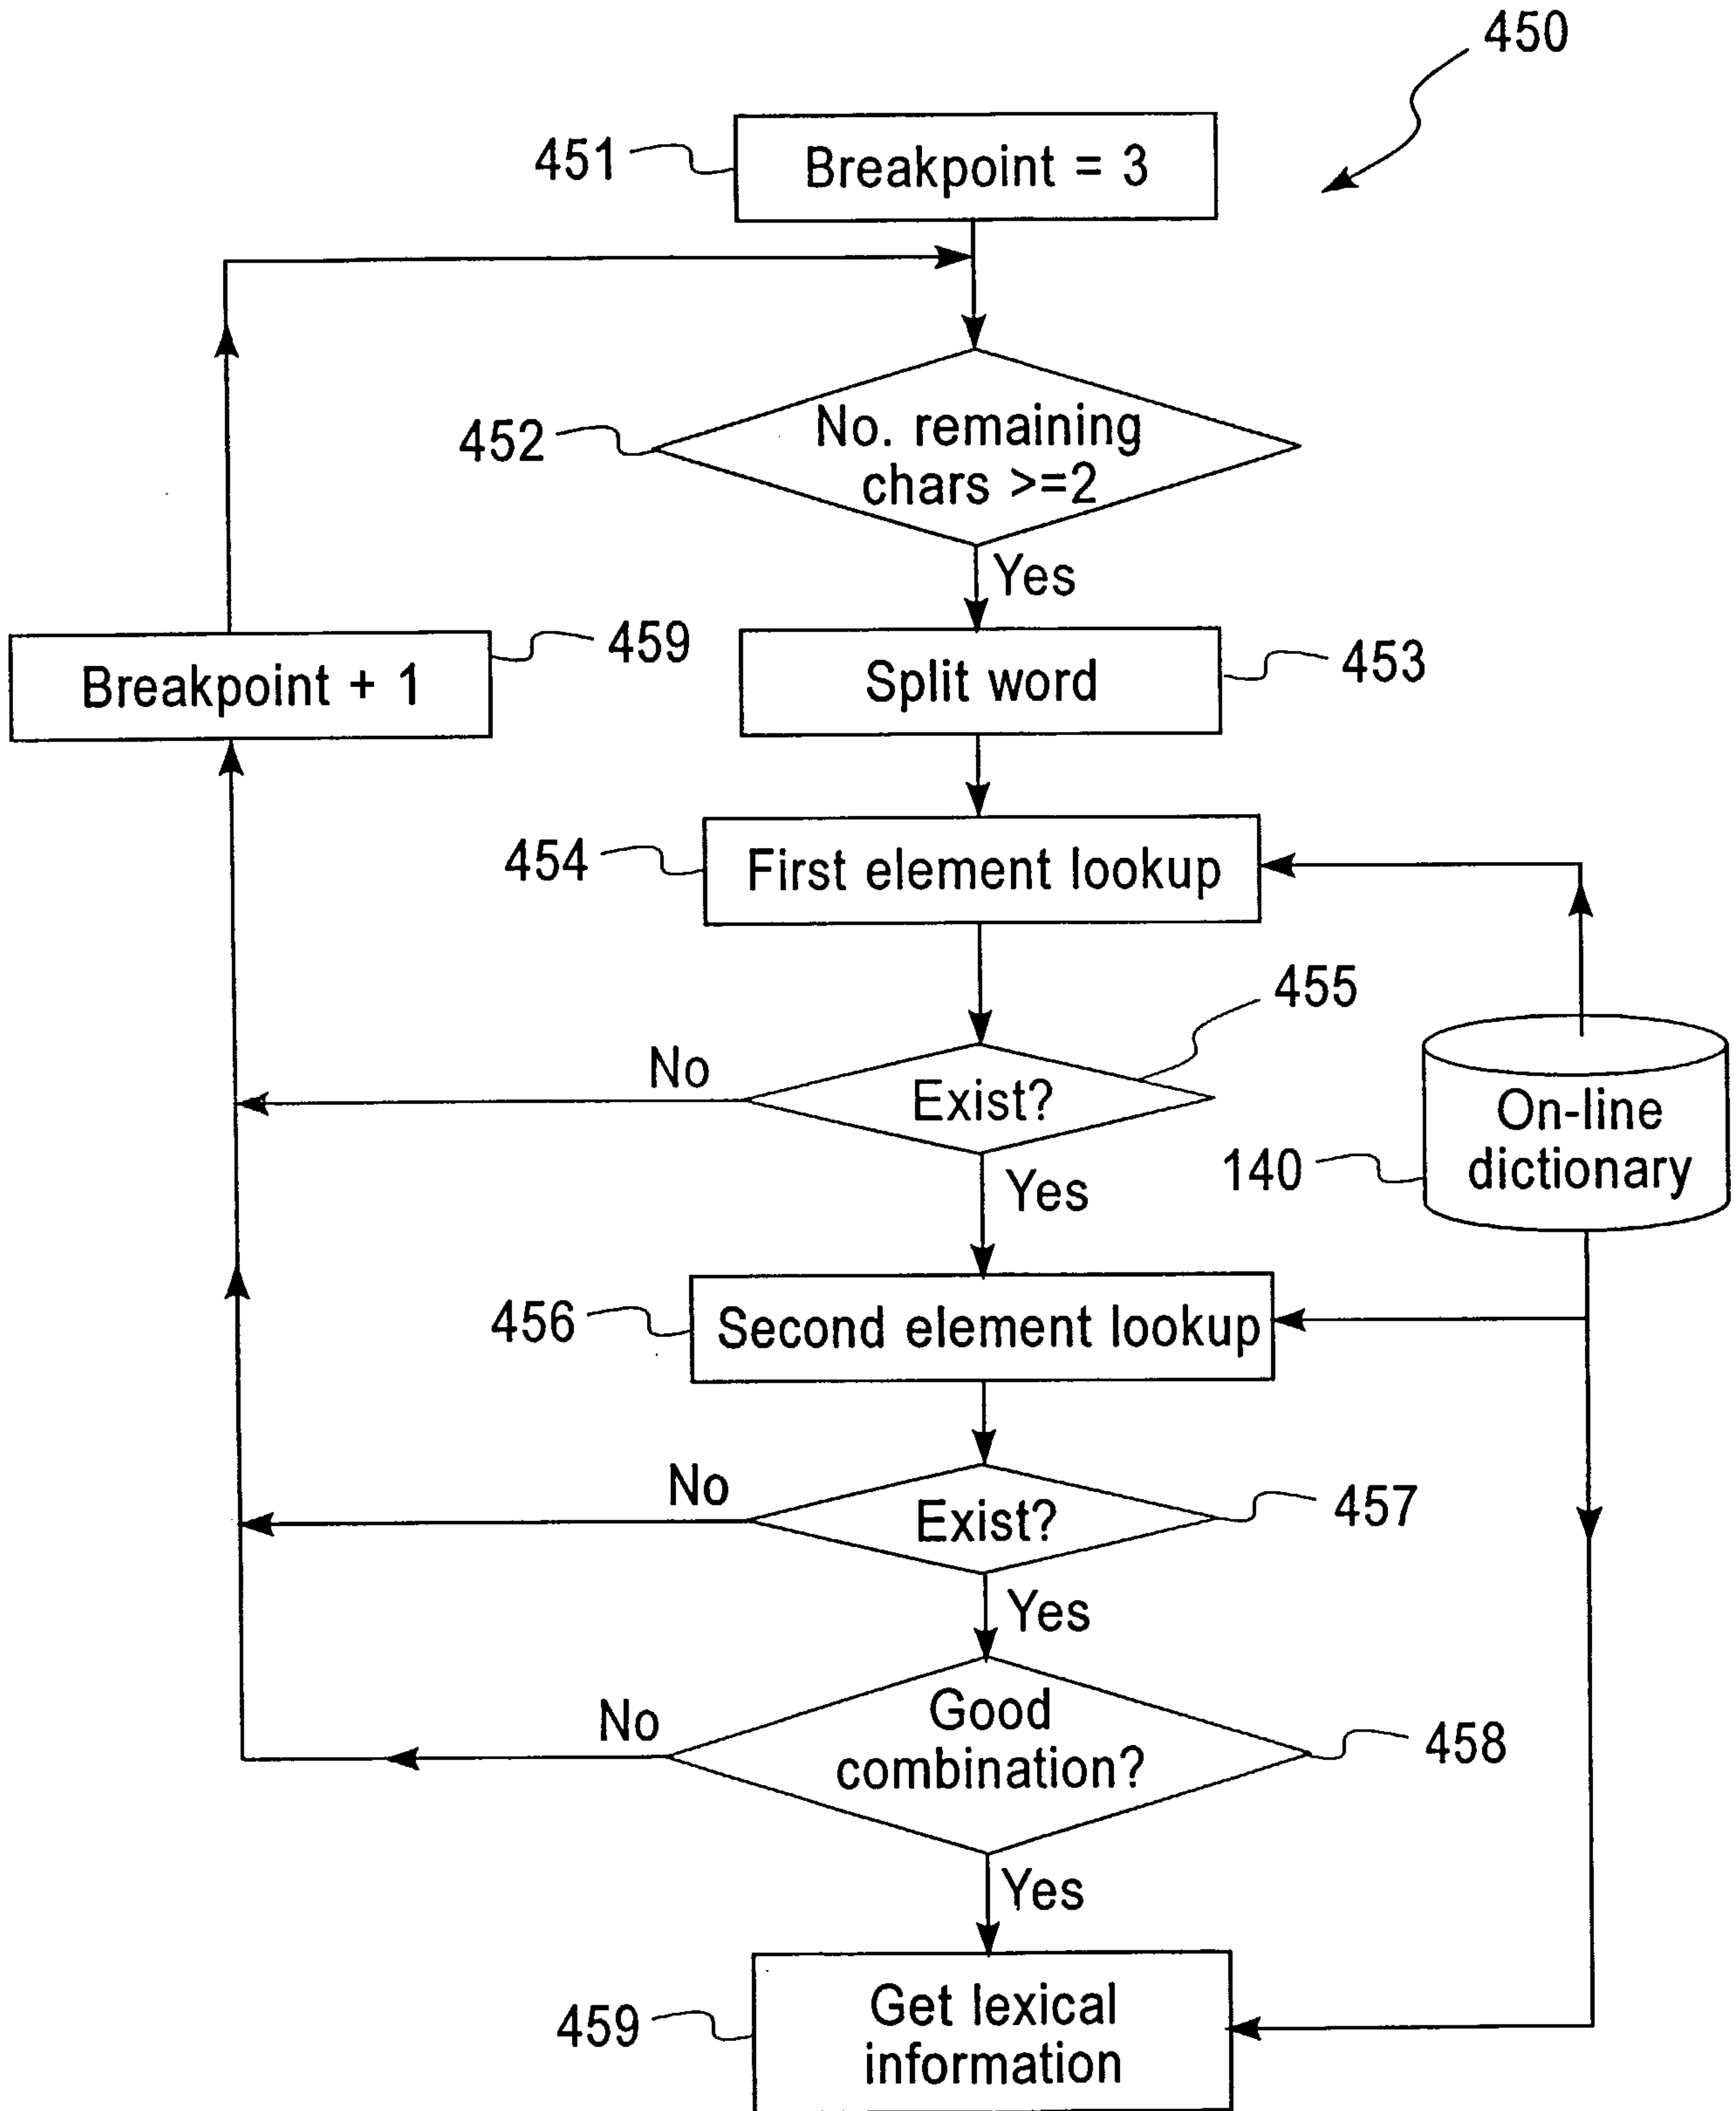 450
451
Breakpoint = 3
452
No. remaining
chars >=2
Yes
459
Breakpoint + 1
Split word
453
454
First element lookup
455
No
Exist?
On-line
dictionary
140
Yes
456
Second element lookup
No
Exist?
457
Yes
Good
combination?
No
458
Yes
459
Get lexical
information